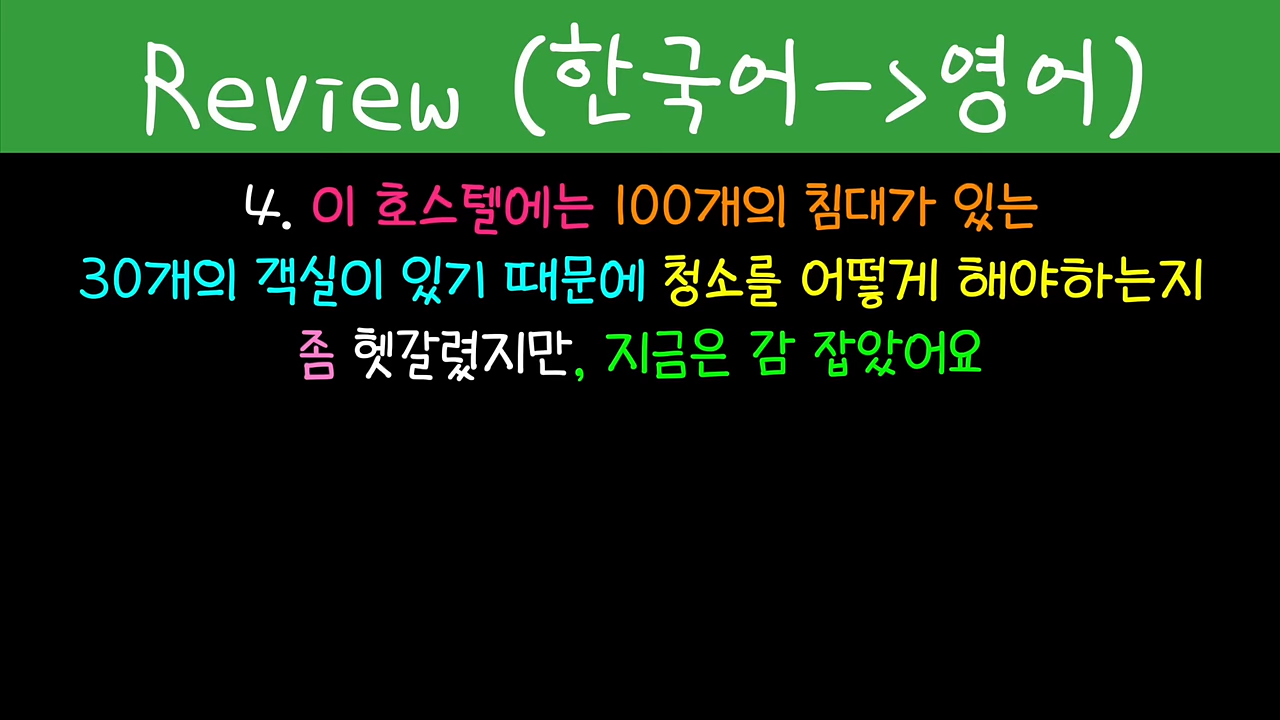 Review (한국어->영어)
4. 이 호스텔에는 100개의 침대가 있는
30개의 객실이 있기 때문에 청소를 어떻게 해야하는지
좀 헷갈렸지만, 지금은 감 잡았어요